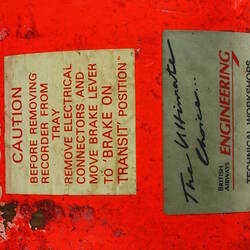 CAUTION
BEFORE REMOVING
RECORDER FROM
TRAY
REMOVE ELECTRICAL
CONNECTORS AND
MOVE BRAKE LEVER
TO 'BRAKE ON
TRANSIT' POSITION"
The Ultimate
Choice...
BRITISH
AIRWAYS
ENGINEERING
TECHNICAL WORKSHOPS